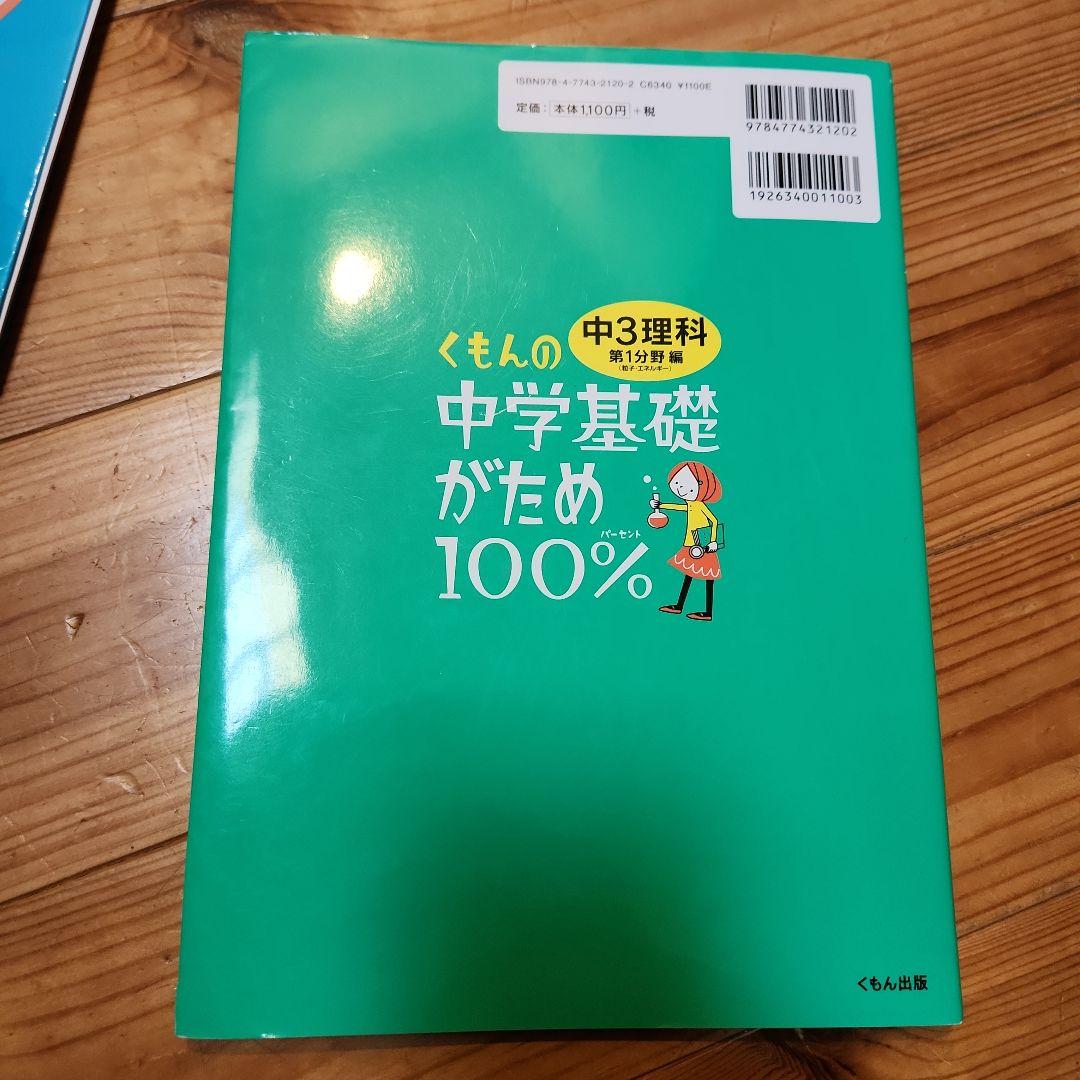 ISBN978-4-7743-2120-2 C6340 ¥1100E
定価：本体1,100円＋税
9784774321202
1926340011003
くもんの
中3理科
第1分野 編
（粒子・エネルギー）
中学基礎
がため
パーセント
100%
くもん出版